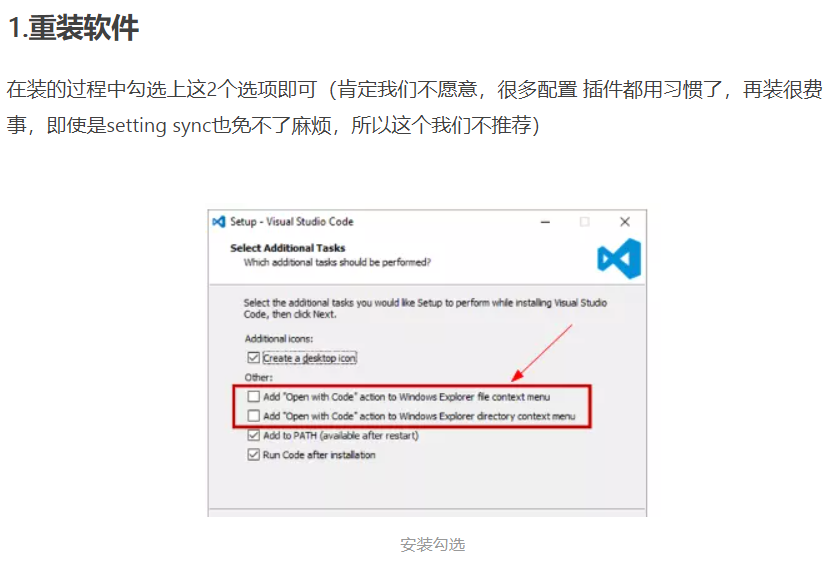 1.重装软件
在装的过程中勾选上这2个选项即可（肯定我们不愿意，很多配置 插件都用习惯了，再装很费
事，即使是setting sync也免不了麻烦，所以这个我们不推荐）
Setup - Visual Studio Code
Select Additional Tasks
Which additional tasks should be performed?
Select the additional tasks you would like Setup to perform while installing Visual Studio
Code, then click Next.
Additional icons:
Create a desktop icon
Other:
Add "Open with Code" action to Windows Explorer file context menu
Add "Open with Code" action to Windows Explorer directory context menu
Add to PATH (available after restart)
Run Code after installation
安装勾选